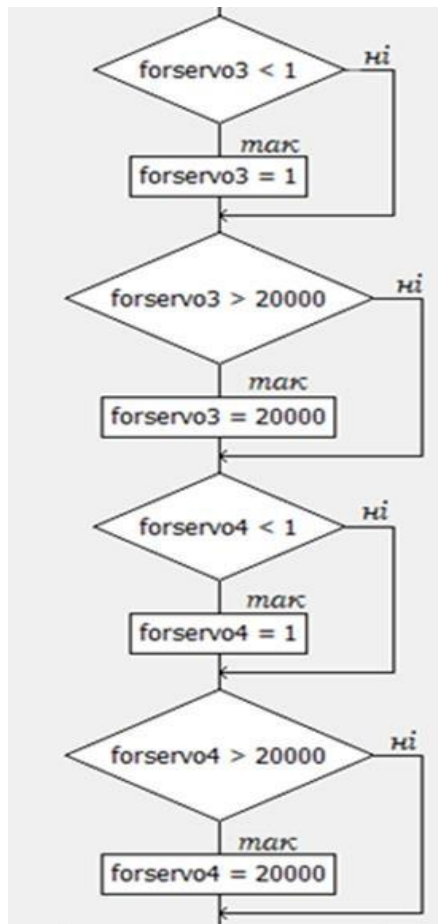 forservo3 < 1
ні
так
forservo3 = 1
forservo3 > 20000
ні
так
forservo3 = 20000
forservo4 < 1
ні
так
forservo4 = 1
forservo4 > 20000
ні
так
forservo4 = 20000